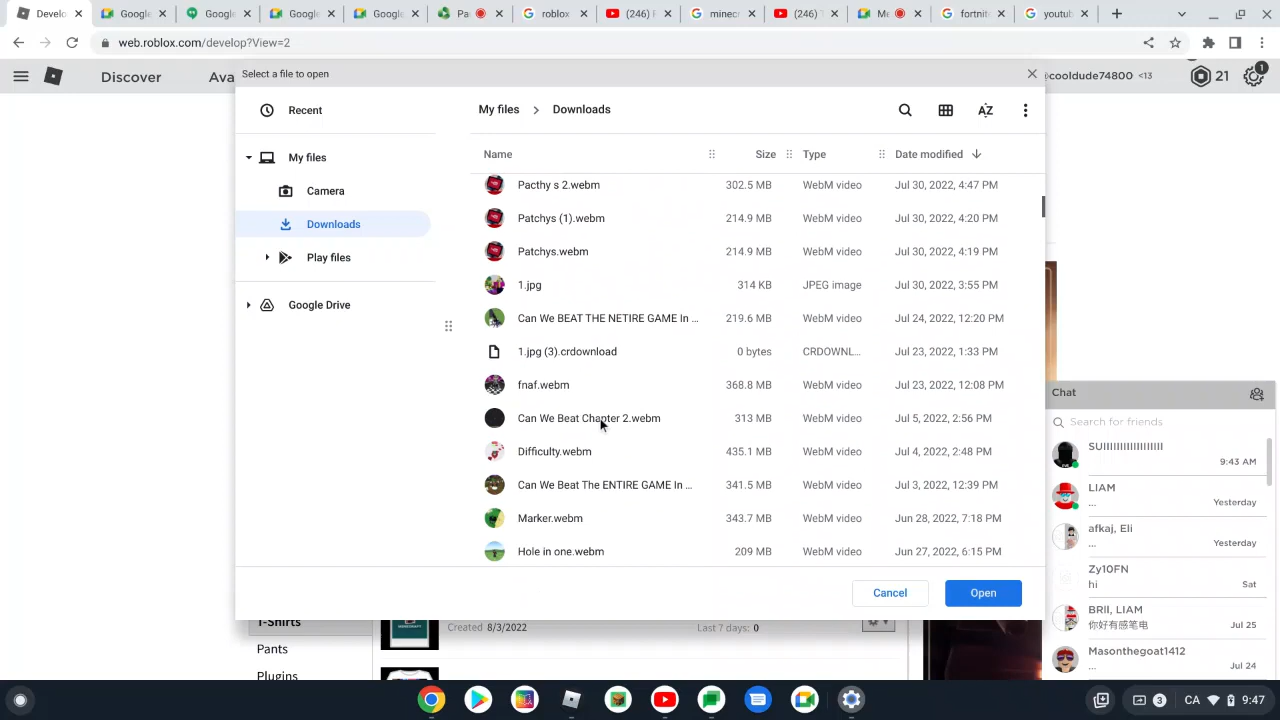 My files
Google
Google
Google
Pa
roblox
(246) F
minecr
(246) T
Me
fortnit
youtub
web.roblox.com/develop?View=2
Discover
Ava
@cooldude74800 <13
21
1
Select a file to open
Recent
My files
Camera
Downloads
Play files
Google Drive
My files > Downloads
AZ
Name Size Type Date modified
Pacthy s 2.webm 302.5 MB WebM video Jul 30, 2022, 4:47 PM
Patchys (1).webm 214.9 MB WebM video Jul 30, 2022, 4:20 PM
Patchys.webm 214.9 MB WebM video Jul 30, 2022, 4:19 PM
1.jpg 314 KB JPEG image Jul 30, 2022, 3:55 PM
Can We BEAT THE NETIRE GAME In ... 219.6 MB WebM video Jul 24, 2022, 12:20 PM
1.jpg (3).crdownload 0 bytes CRDOWNL... Jul 23, 2022, 1:33 PM
fnaf.webm 368.8 MB WebM video Jul 23, 2022, 12:08 PM
Can We Beat Chapter 2.webm 313 MB WebM video Jul 5, 2022, 2:56 PM
Difficulty.webm 435.1 MB WebM video Jul 4, 2022, 2:48 PM
Can We Beat The ENTIRE GAME In ... 341.5 MB WebM video Jul 3, 2022, 12:39 PM
Marker.webm 343.7 MB WebM video Jun 28, 2022, 7:18 PM
Hole in one.webm 209 MB WebM video Jun 27, 2022, 6:15 PM
Cancel Open
T-Shirts
Pants
Plugins
Created 8/3/2022
Last 7 days: 0
Chat
Search for friends
SUIIIIIIIIIIIIIIIIII
9:43 AM
LIAM
... Yesterday
afkaj, Eli
... Yesterday
Zy10FN
hi Sat
BRII, LIAM
你好有感笔电 Jul 25
Masonthegoat1412
... Jul 24
3 CA 9:47